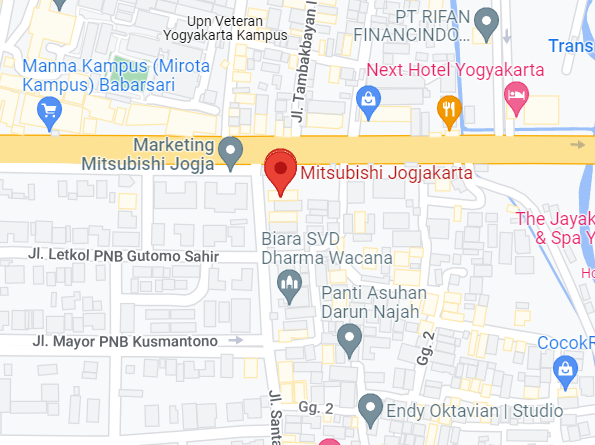 Upn Veteran
Yogyakarta Kampus
Jl. Tambakbayan I
PT RIFAN
FINANCINDO...
Trans
Manna Kampus (Mirota
Kampus) Babarsari
Next Hotel Yogyakarta
Marketing
Mitsubishi Jogja
Mitsubishi Jogjakarta
The Jayak
& Spa Y
Biara SVD
Dharma Wacana
Jl. Letkol PNB Gutomo Sahir
Ho
Panti Asuhan
Darun Najah
Jl. Mayor PNB Kusmantono
Gg. 2
CocokR
Jl. Santa
Gg. 2
Endy Oktavian | Studio